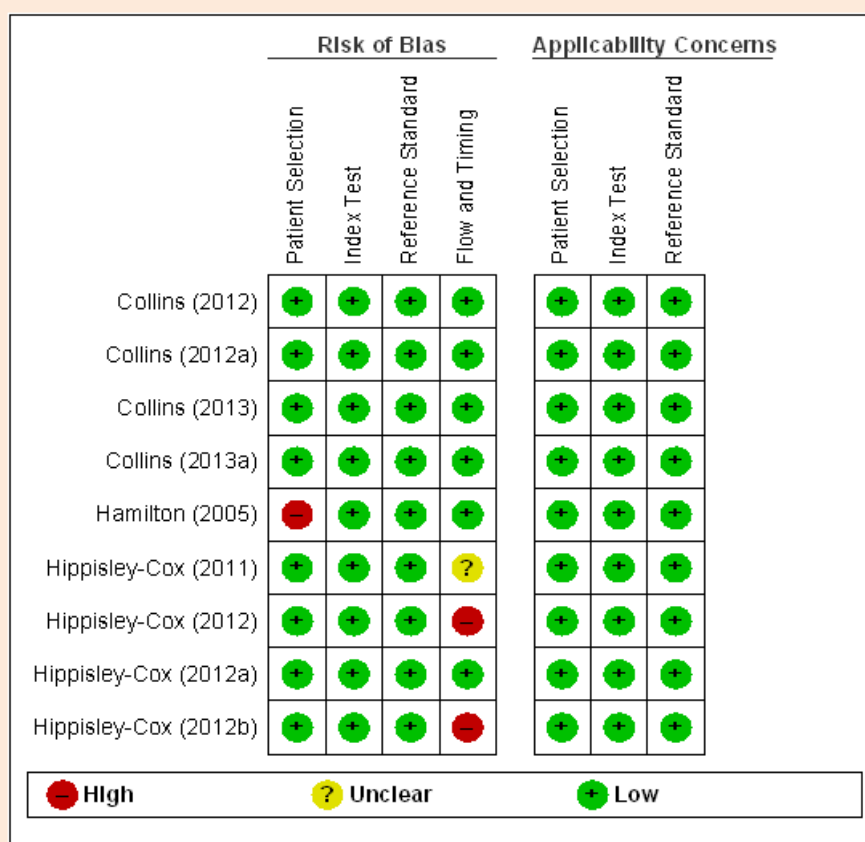 Risk of Bias
Applicability Concerns
Patient Selection
Index Test
Reference Standard
Flow and Timing
Patient Selection
Index Test
Reference Standard
Collins (2012) + + + + + + +
Collins (2012a) + + + + + + +
Collins (2013) + + + + + + +
Collins (2013a) + + + + + + +
Hamilton (2005) – + + + + + +
Hippisley-Cox (2011) + + + ? + + +
Hippisley-Cox (2012) + + + – + + +
Hippisley-Cox (2012a) + + + + + + +
Hippisley-Cox (2012b) + + + – + + +
– High ? Unclear + Low